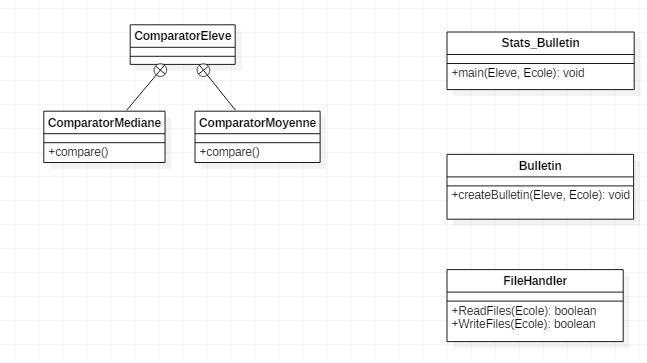 ComparatorEleve
ComparatorMediane
+compare()
ComparatorMoyenne
+compare()
Stats_Bulletin
+main(Eleve, Ecole): void
Bulletin
+createBulletin(Eleve, Ecole): void
FileHandler
+ReadFiles(Ecole): boolean
+WriteFiles(Ecole): boolean